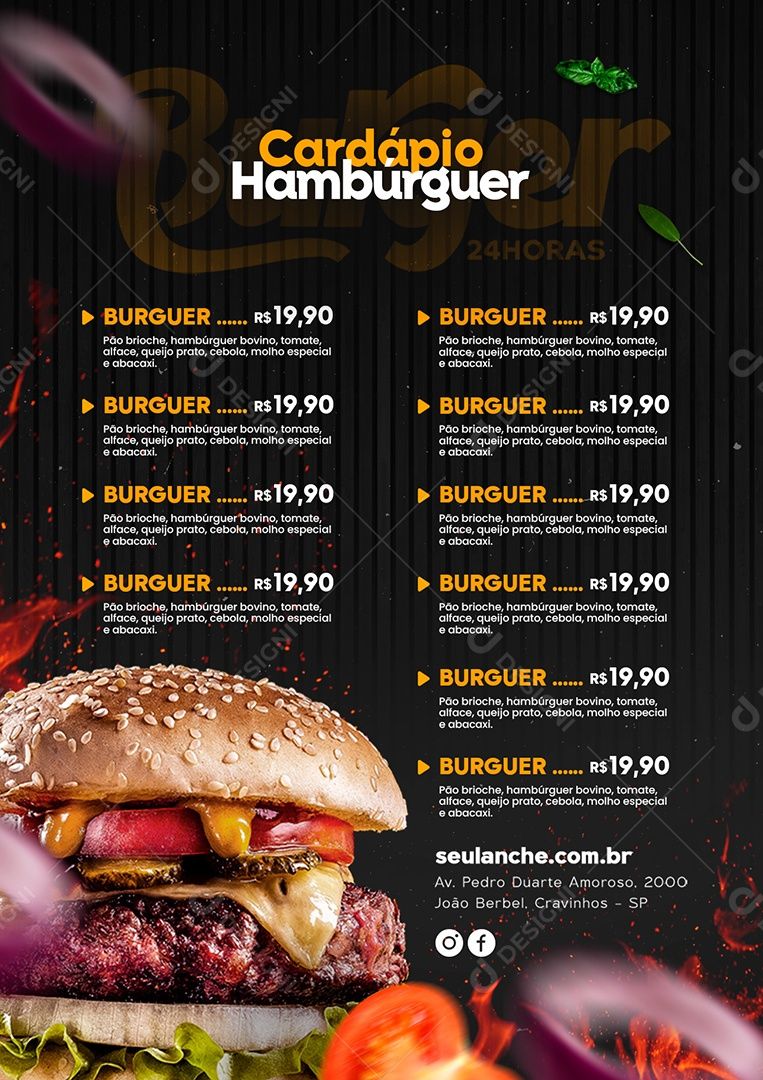 Burger
Cardápio
Hambúrguer
24HORAS
BURGUER ...... R$19,90
Pão brioche, hambúrguer bovino, tomate,
alface, queijo prato, cebola, molho especial
e abacaxi.
BURGUER ...... R$19,90
Pão brioche, hambúrguer bovino, tomate,
alface, queijo prato, cebola, molho especial
e abacaxi.
BURGUER ...... R$19,90
Pão brioche, hambúrguer bovino, tomate,
alface, queijo prato, cebola, molho especial
e abacaxi.
BURGUER ...... R$19,90
Pão brioche, hambúrguer bovino, tomate,
alface, queijo prato, cebola, molho especial
e abacaxi.
BURGUER ...... R$19,90
Pão brioche, hambúrguer bovino, tomate,
alface, queijo prato, cebola, molho especial
e abacaxi.
BURGUER ...... R$19,90
Pão brioche, hambúrguer bovino, tomate,
alface, queijo prato, cebola, molho especial
e abacaxi.
BURGUER ...... R$19,90
Pão brioche, hambúrguer bovino, tomate,
alface, queijo prato, cebola, molho especial
e abacaxi.
BURGUER ...... R$19,90
Pão brioche, hambúrguer bovino, tomate,
alface, queijo prato, cebola, molho especial
e abacaxi.
BURGUER ...... R$19,90
Pão brioche, hambúrguer bovino, tomate,
alface, queijo prato, cebola, molho especial
e abacaxi.
BURGUER ...... R$19,90
Pão brioche, hambúrguer bovino, tomate,
alface, queijo prato, cebola, molho especial
e abacaxi.
seulanche.com.br
Av. Pedro Duarte Amoroso, 2000
João Berbel, Cravinhos - SP
DESIGNI